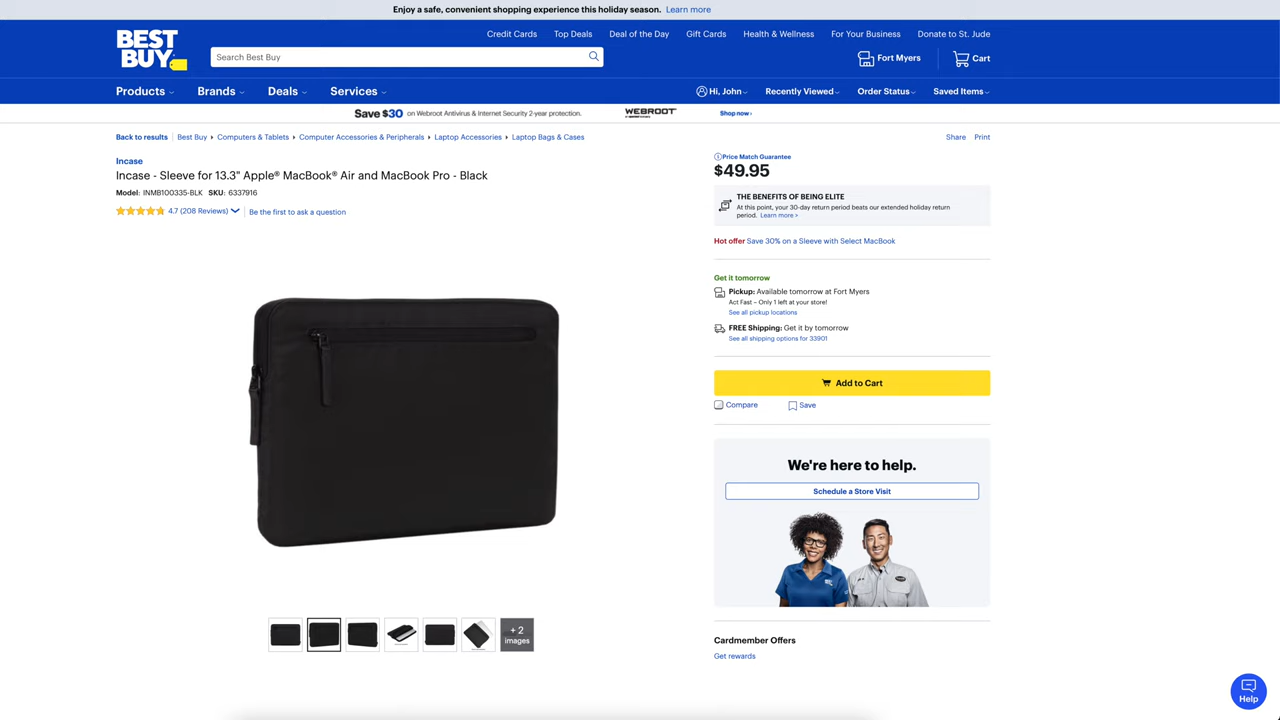 Enjoy a safe, convenient shopping experience this holiday season. Learn more
BEST BUY
Credit Cards Top Deals Deal of the Day Gift Cards Health & Wellness For Your Business Donate to St. Jude
Search Best Buy
Fort Myers Cart
Products Brands Deals Services Hi, John Recently Viewed Order Status Saved Items
Save $30 on Webroot Antivirus & Internet Security 2-year protection. WEBROOT Shop now ›
Back to results Best Buy Computers & Tablets Computer Accessories & Peripherals Laptop Accessories Laptop Bags & Cases
Share Print
Incase
Incase - Sleeve for 13.3" Apple® MacBook® Air and MacBook Pro - Black
Model: INMB100335-BLK SKU: 6337916
4.7 (208 Reviews) Be the first to ask a question
+ 2
images
Price Match Guarantee
$49.95
THE BENEFITS OF BEING ELITE
At this point, your 30-day return period beats our extended holiday return
period. Learn more >
Hot offer Save 30% on a Sleeve with Select MacBook
Get it tomorrow
Pickup: Available tomorrow at Fort Myers
Act Fast – Only 1 left at your store!
See all pickup locations
FREE Shipping: Get it by tomorrow
See all shipping options for 33901
Add to Cart
Compare Save
We're here to help.
Schedule a Store Visit
Cardmember Offers
Get rewards
Help